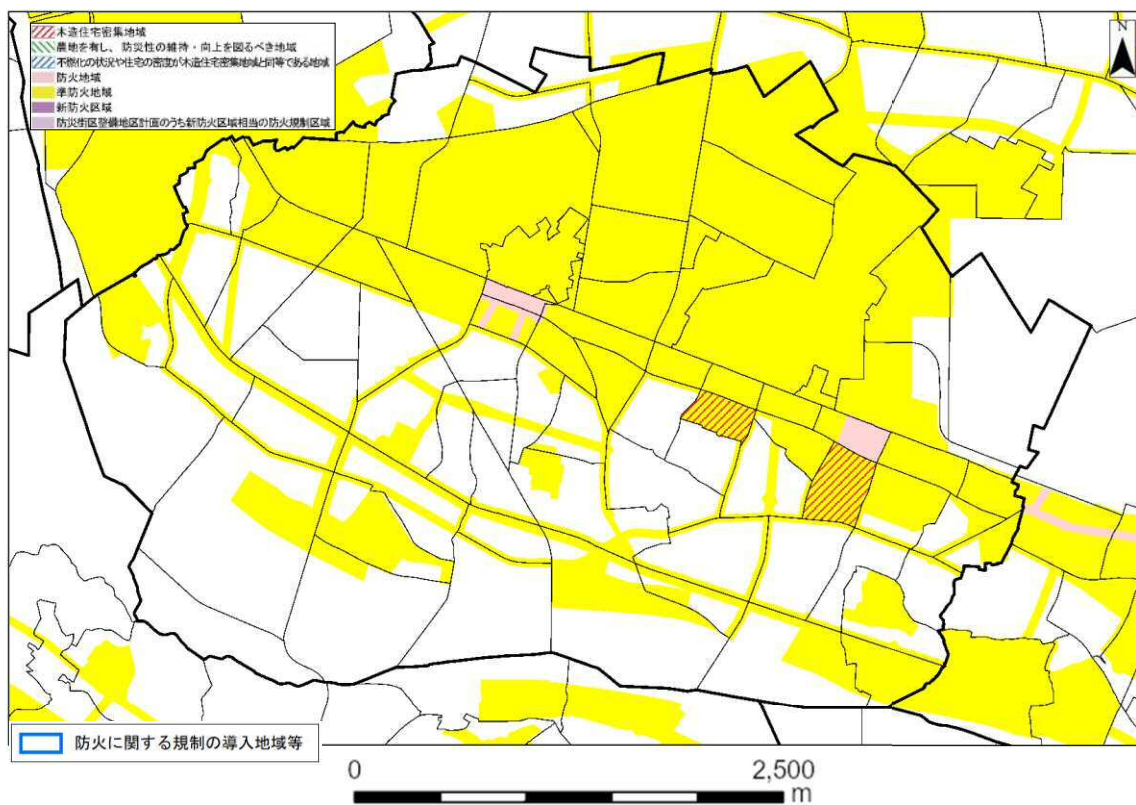 木造住宅密集地域
農地を有し、防災性の維持・向上を図るべき地域
不燃化の状況や住宅の密度が木造住宅密集地域と同等である地域
防火地域
準防火地域
新防火区域
防災街区整備地区計画のうち新防火区域相当の防火規制区域
N
防火に関する規制の導入地域等
0
2,500
m